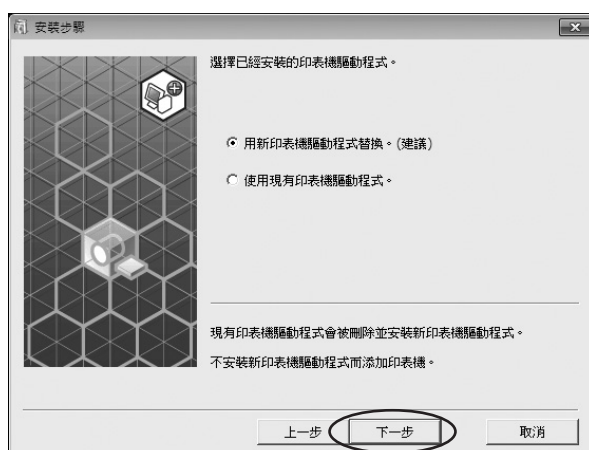 安裝步驟
選擇已經安裝的印表機驅動程式。
用新印表機驅動程式替換。(建議)
使用現有印表機驅動程式。
現有印表機驅動程式會被刪除並安裝新印表機驅動程式。
不安裝新印表機驅動程式而添加印表機。
上一步 下一步 取消